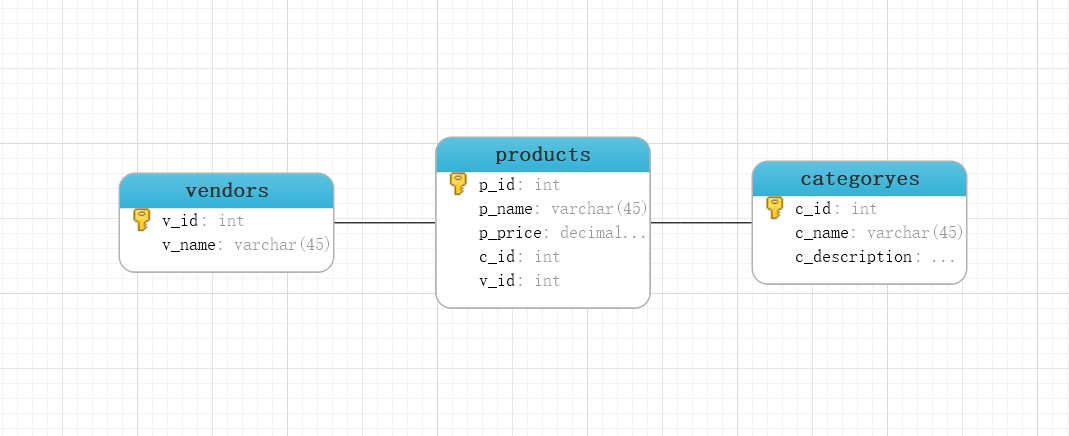 vendors
v_id: int
v_name: varchar(45)
products
p_id: int
p_name: varchar(45)
p_price: decimal...
c_id: int
v_id: int
categoryes
c_id: int
c_name: varchar(45)
c_description: ...